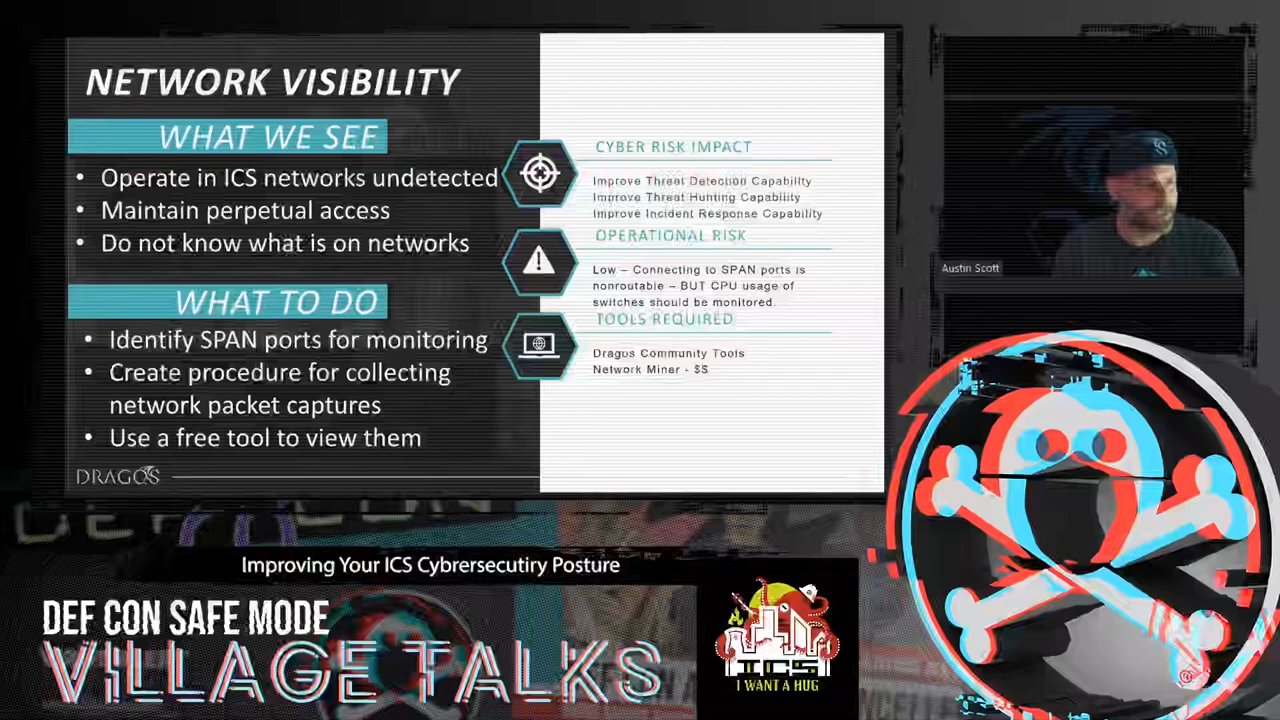 NETWORK VISIBILITY
WHAT WE SEE
• Operate in ICS networks undetected
• Maintain perpetual access
• Do not know what is on networks
WHAT TO DO
• Identify SPAN ports for monitoring
• Create procedure for collecting
network packet captures
• Use a free tool to view them
DRAGOS
CYBER RISK IMPACT
Improve Threat Detection Capability
Improve Threat Hunting Capability
Improve Incident Response Capability
OPERATIONAL RISK
Low – Connecting to SPAN ports is
nonroutable – BUT CPU usage of
switches should be monitored.
TOOLS REQUIRED
Dragos Community Tools
Network Miner - $$
Austin Scott
Improving Your ICS Cybrersecutiry Posture
DEF CON SAFE MODE
VILLAGE TALKS
ICS
I WANT A HUG